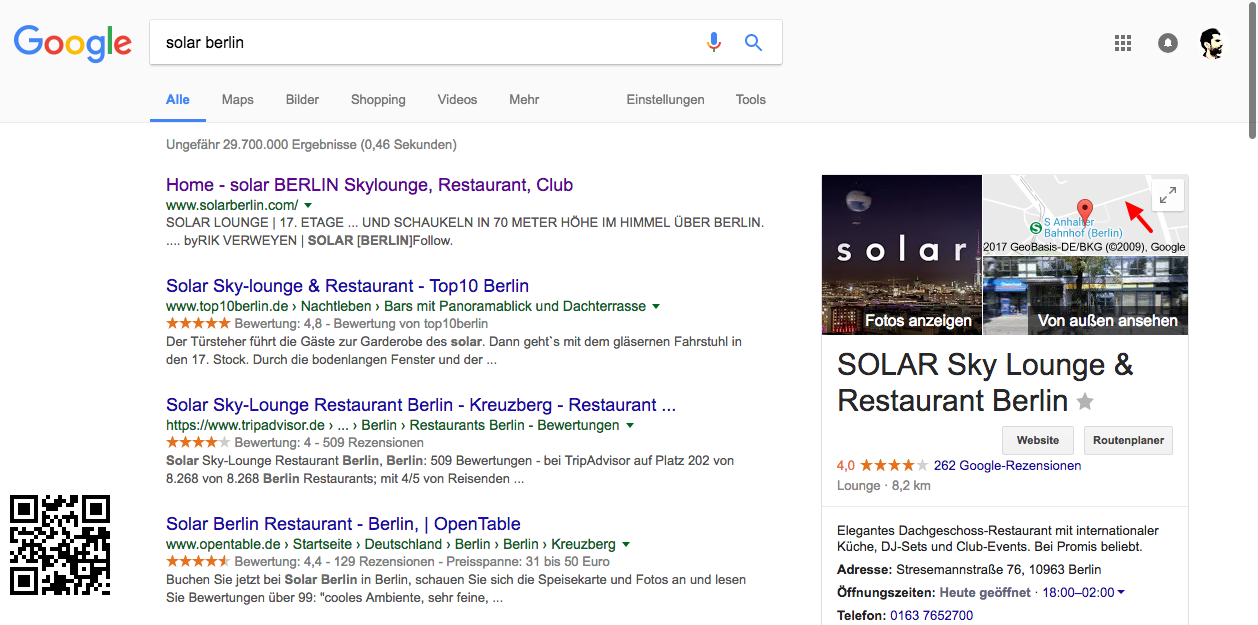 Google
solar berlin
Alle Maps Bilder Shopping Videos Mehr Einstellungen Tools
Ungefähr 29.700.000 Ergebnisse (0,46 Sekunden)
Home - solar BERLIN Skylounge, Restaurant, Club
www.solarberlin.com/
SOLAR LOUNGE | 17. ETAGE ... UND SCHAUKELN IN 70 METER HÖHE IM HIMMEL ÜBER BERLIN.
.... byRIK VERWEYEN | SOLAR [BERLIN]Follow.
Solar Sky-lounge & Restaurant - Top10 Berlin
www.top10berlin.de › Nachtleben › Bars mit Panoramablick und Dachterrasse
Bewertung: 4,8 - Bewertung von top10berlin
Der Türsteher führt die Gäste zur Garderobe des solar. Dann geht`s mit dem gläsernen Fahrstuhl in
den 17. Stock. Durch die bodenlangen Fenster und der ...
Solar Sky-Lounge Restaurant Berlin - Kreuzberg - Restaurant ...
https://www.tripadvisor.de › ... › Berlin › Restaurants Berlin - Bewertungen
Bewertung: 4 - 509 Rezensionen
Solar Sky-Lounge Restaurant Berlin, Berlin: 509 Bewertungen - bei TripAdvisor auf Platz 202 von
8.268 von 8.268 Berlin Restaurants; mit 4/5 von Reisenden ...
Solar Berlin Restaurant - Berlin, | OpenTable
www.opentable.de › Startseite › Deutschland › Berlin › Berlin › Kreuzberg
Bewertung: 4,4 - 129 Rezensionen - Preisspanne: 31 bis 50 Euro
Buchen Sie jetzt bei Solar Berlin in Berlin, schauen Sie sich die Speisekarte und Fotos an und lesen
Sie Bewertungen über 99: "cooles Ambiente, sehr feine, ...
solar
Fotos anzeigen
S
S Anhalter
Bahnhof (Berlin)
2017 GeoBasis-DE/BKG (©2009), Google
Von außen ansehen
SOLAR Sky Lounge &
Restaurant Berlin
Website Routenplaner
4,0 262 Google-Rezensionen
Lounge · 8,2 km
Elegantes Dachgeschoss-Restaurant mit internationaler
Küche, DJ-Sets und Club-Events. Bei Promis beliebt.
Adresse: Stresemannstraße 76, 10963 Berlin
Öffnungszeiten: Heute geöffnet · 18:00–02:00
Telefon: 0163 7652700